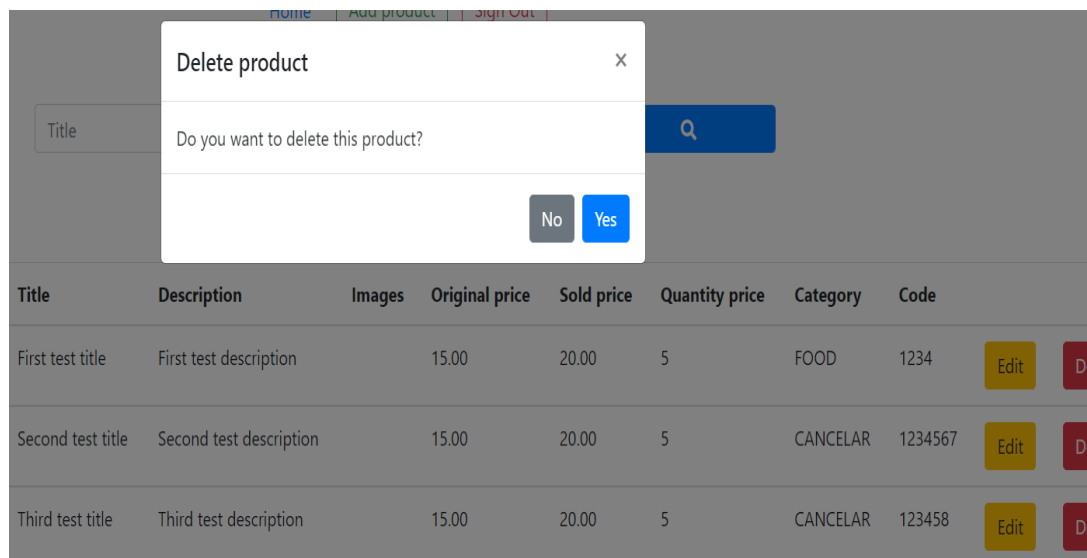 Home Add product Sign Out
Delete product ×
Title
Do you want to delete this product?
No Yes
Title Description Images Original price Sold price Quantity price Category Code
First test title First test description 15.00 20.00 5 FOOD 1234 Edit D
Second test title Second test description 15.00 20.00 5 CANCELAR 1234567 Edit D
Third test title Third test description 15.00 20.00 5 CANCELAR 123458 Edit D